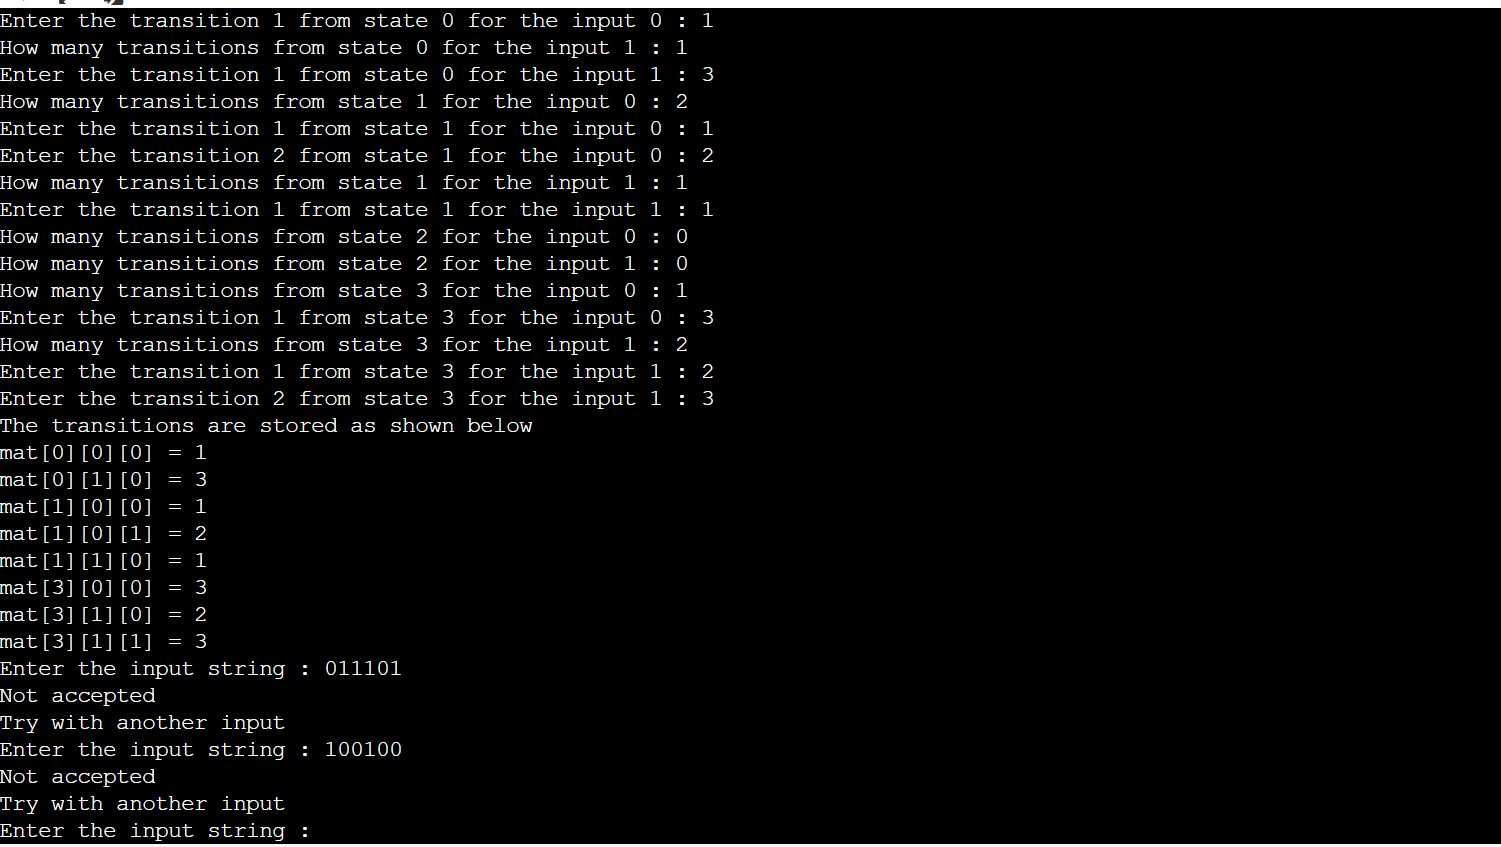 Enter the transition 1 from state 0 for the input 0 : 1
How many transitions from state 0 for the input 1 : 1
Enter the transition 1 from state 0 for the input 1 : 3
How many transitions from state 1 for the input 0 : 2
Enter the transition 1 from state 1 for the input 0 : 1
Enter the transition 2 from state 1 for the input 0 : 2
How many transitions from state 1 for the input 1 : 1
Enter the transition 1 from state 1 for the input 1 : 1
How many transitions from state 2 for the input 0 : 0
How many transitions from state 2 for the input 1 : 0
How many transitions from state 3 for the input 0 : 1
Enter the transition 1 from state 3 for the input 0 : 3
How many transitions from state 3 for the input 1 : 2
Enter the transition 1 from state 3 for the input 1 : 2
Enter the transition 2 from state 3 for the input 1 : 3
The transitions are stored as shown below
mat[0][0][0] = 1
mat[0][1][0] = 3
mat[1][0][0] = 1
mat[1][0][1] = 2
mat[1][1][0] = 1
mat[3][0][0] = 3
mat[3][1][0] = 2
mat[3][1][1] = 3
Enter the input string : 011101
Not accepted
Try with another input
Enter the input string : 100100
Not accepted
Try with another input
Enter the input string :